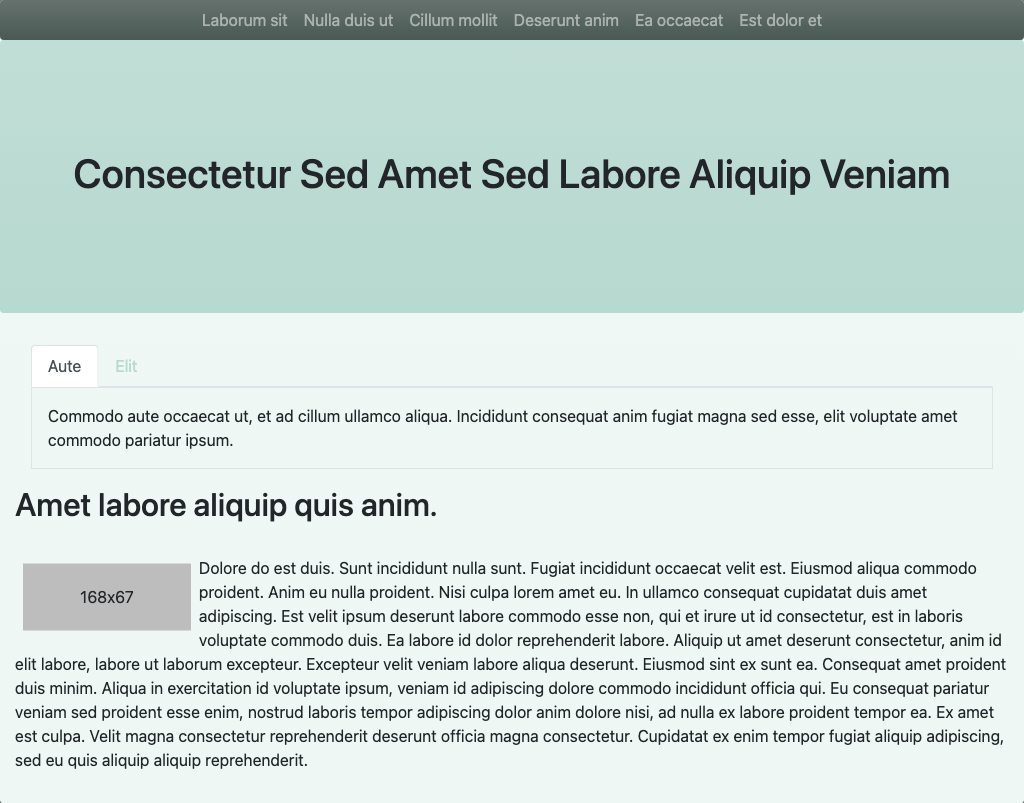 Laborum sit Nulla duis ut Cillum mollit Deserunt anim Ea occaecat Est dolor et
Consectetur Sed Amet Sed Labore Aliquip Veniam
Aute Elit
Commodo aute occaecat ut, et ad cillum ullamco aliqua. Incididunt consequat anim fugiat magna sed esse, elit voluptate amet
commodo pariatur ipsum.
Amet labore aliquip quis anim.
168x67
Dolore do est duis. Sunt incididunt nulla sunt. Fugiat incididunt occaecat velit est. Eiusmod aliqua commodo
proident. Anim eu nulla proident. Nisi culpa lorem amet eu. In ullamco consequat cupidatat duis amet
adipiscing. Est velit ipsum deserunt labore commodo esse non, qui et irure ut id consectetur, est in laboris
voluptate commodo duis. Ea labore id dolor reprehenderit labore. Aliquip ut amet deserunt consectetur, anim id
elit labore, labore ut laborum excepteur. Excepteur velit veniam labore aliqua deserunt. Eiusmod sint ex sunt ea. Consequat amet proident
duis minim. Aliqua in exercitation id voluptate ipsum, veniam id adipiscing dolore commodo incididunt officia qui. Eu consequat pariatur
veniam sed proident esse enim, nostrud laboris tempor adipiscing dolor anim dolore nisi, ad nulla ex labore proident tempor ea. Ex amet
est culpa. Velit magna consectetur reprehenderit deserunt officia magna consectetur. Cupidatat ex enim tempor fugiat aliquip adipiscing,
sed eu quis aliquip aliquip reprehenderit.